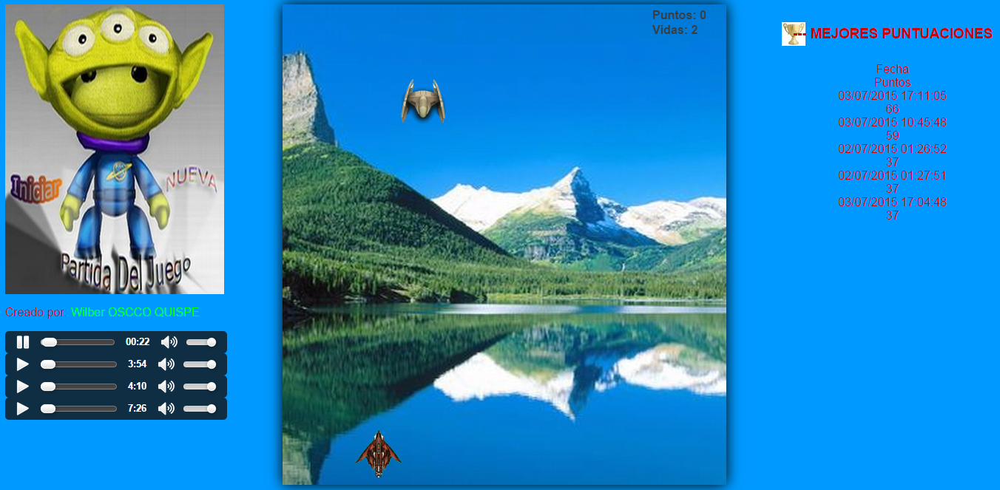 Iniciar
NUEVA
Partida Del Juego
Creado por: Wilber OSCCO QUISPE
00:22
3:54
4:10
7:26
Puntos: 0
Vidas: 2
--- MEJORES PUNTUACIONES
Fecha
Puntos
03/07/2015 17:11:05
66
03/07/2015 10:45:48
59
02/07/2015 01:26:52
37
02/07/2015 01:27:51
37
03/07/2015 17:04:48
37